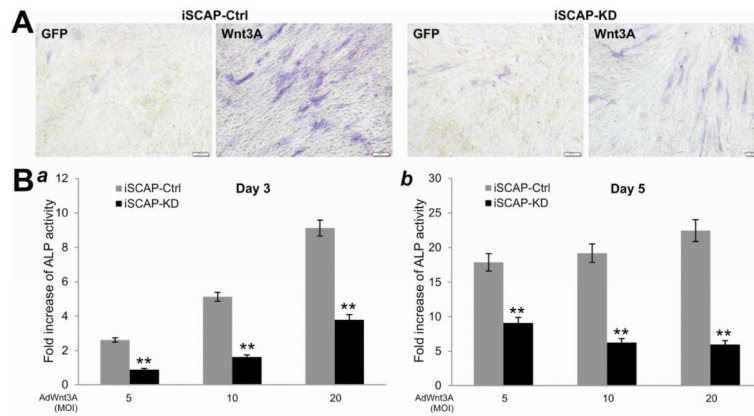 A
iSCAP-Ctrl
iSCAP-KD
GFP
Wnt3A
GFP
Wnt3A
B
a
iSCAP-Ctrl
iSCAP-KD
Day 3
Fold increase of ALP activity
12
10
8
6
4
2
0
AdWnt3A
(MOI)
5
10
20
**
**
**
b
iSCAP-Ctrl
iSCAP-KD
Day 5
Fold increase of ALP activity
30
25
20
15
10
5
0
AdWnt3A
(MOI)
5
10
20
**
**
**